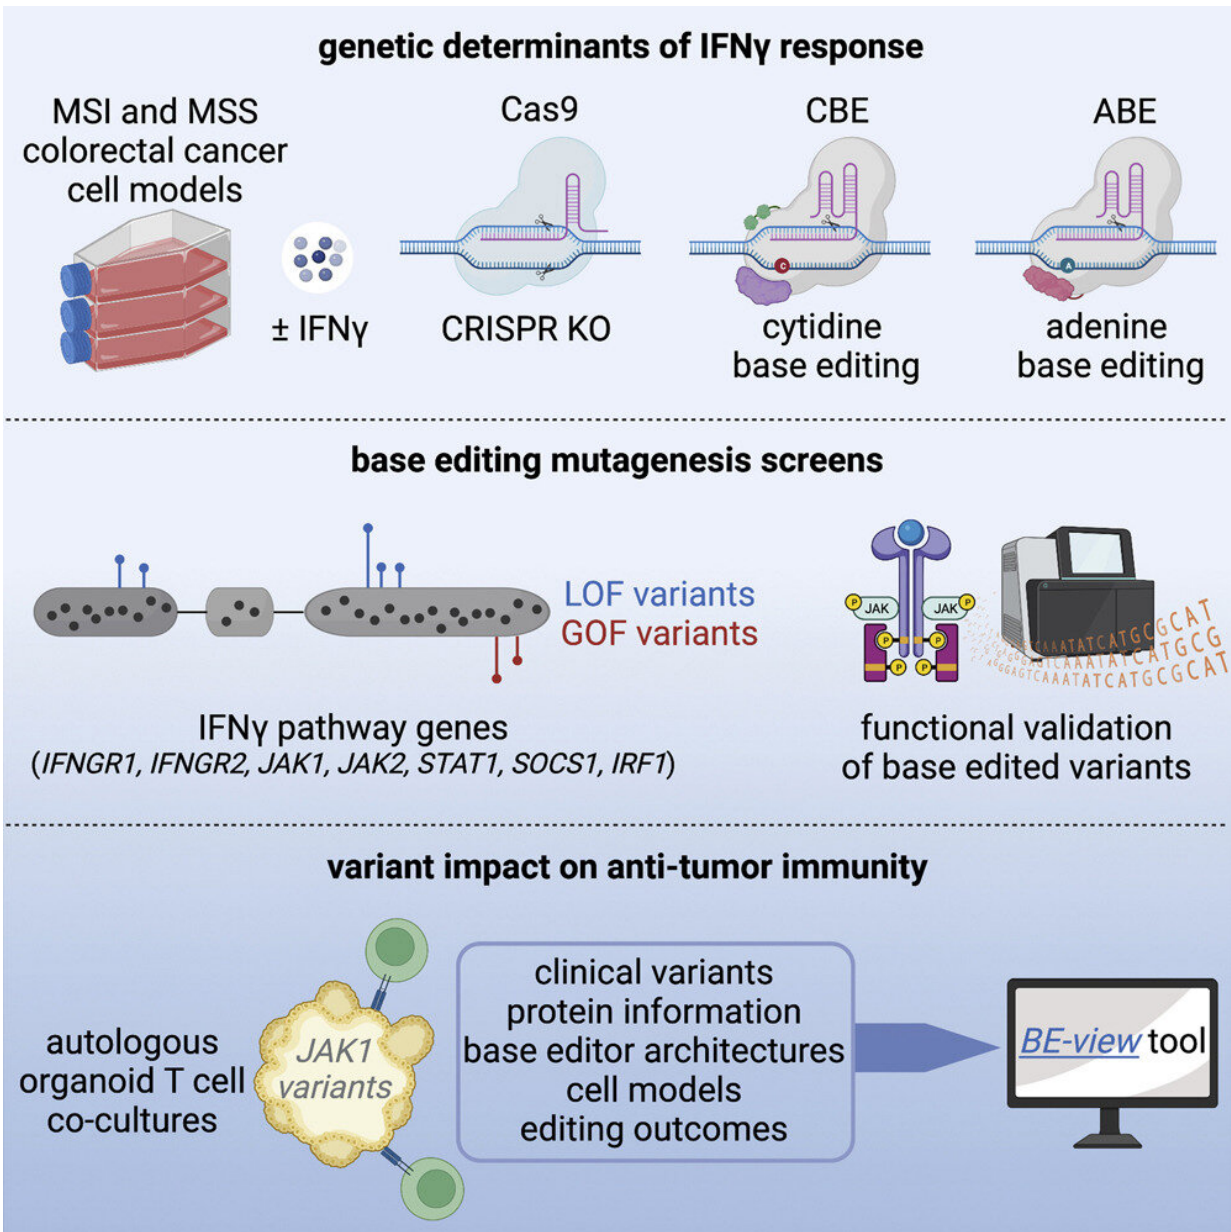 genetic determinants of IFNγ response
MSI and MSS
colorectal cancer
cell models
± IFNγ
Cas9
CRISPR KO
CBE
C
cytidine
base editing
ABE
A
adenine
base editing
base editing mutagenesis screens
LOF variants
GOF variants
IFNγ pathway genes
(IFNGR1, IFNGR2, JAK1, JAK2, STAT1, SOCS1, IRF1)
P
JAK
JAK
P
P
P
P
P
functional validation
of base edited variants
variant impact on anti-tumor immunity
autologous
organoid T cell
co-cultures
JAK1
variants
clinical variants
protein information
base editor architectures
cell models
editing outcomes
BE-view tool